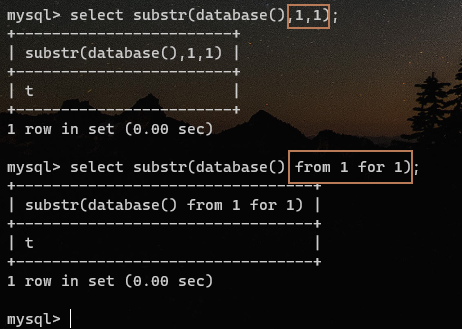 mysql> select substr(database(),1,1);
+------------------------+
| substr(database(),1,1) |
+------------------------+
| t                      |
+------------------------+
1 row in set (0.00 sec)
mysql> select substr(database() from 1 for 1);
+---------------------------------+
| substr(database() from 1 for 1) |
+---------------------------------+
| t                               |
+---------------------------------+
1 row in set (0.00 sec)
mysql>